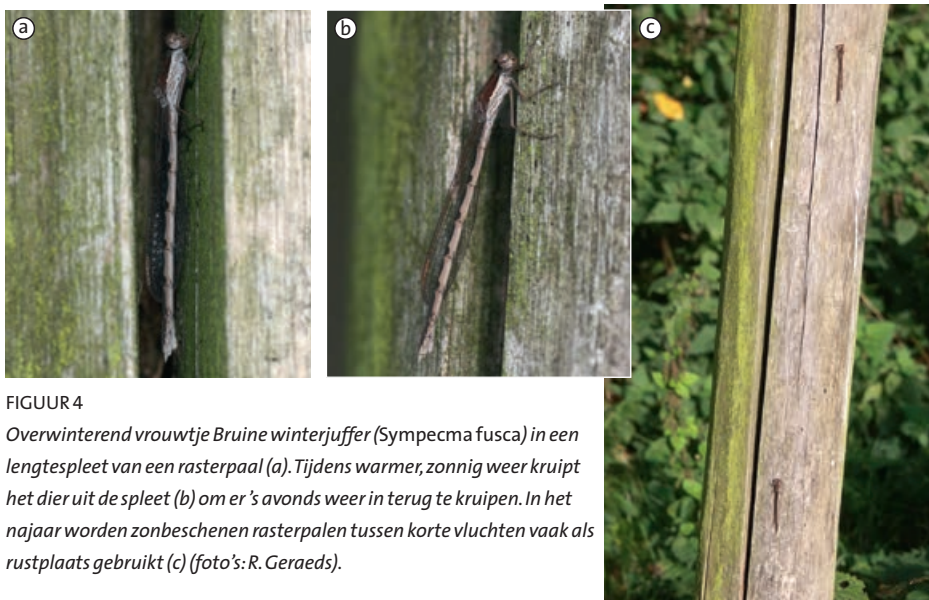 a
b
c
FIGUUR 4
Overwinterend vrouwtje Bruine winterjuffer (Sympecma fusca) in een
lengtespleet van een rasterpaal (a). Tijdens warmer, zonnig weer kruipt
het dier uit de spleet (b) om er 's avonds weer in terug te kruipen. In het
najaar worden zonbeschenen rasterpalen tussen korte vluchten vaak als
rustplaats gebruikt (c) (foto's: R. Geraeds).